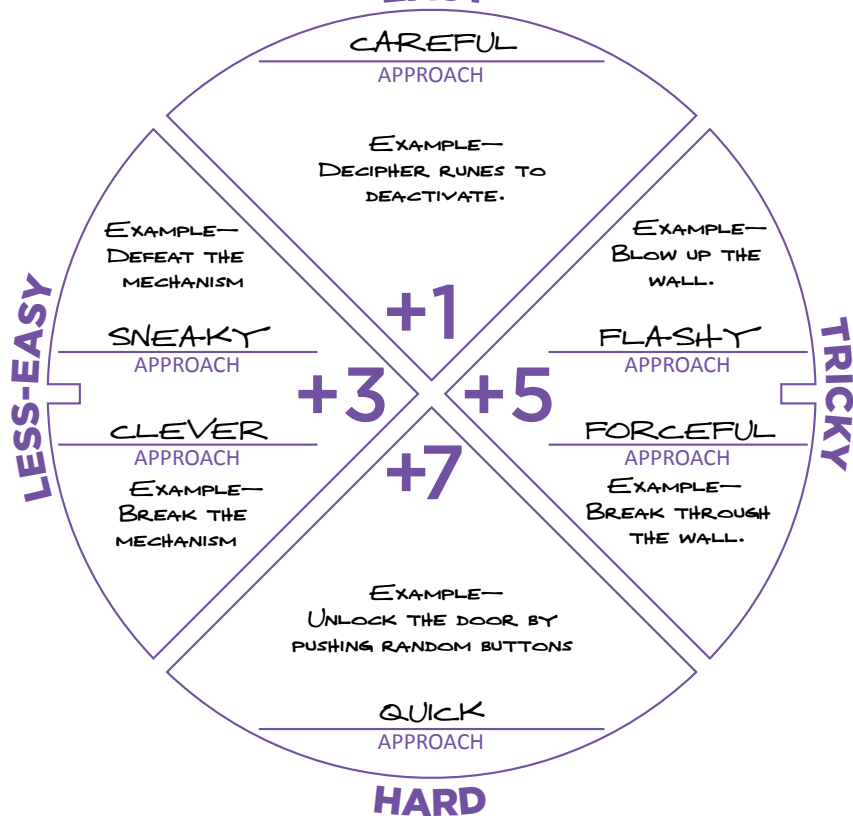 CAREFUL
APPROACH
EXAMPLE—
DECIPHER RUNES TO
DEACTIVATE.
+1
EXAMPLE—
DEFEAT THE
MECHANISM
SNEAKY
APPROACH
LESS-EASY
+3
CLEVER
APPROACH
EXAMPLE—
BREAK THE
MECHANISM
EXAMPLE—
BLOW UP THE
WALL.
FLASHY
APPROACH
TRICKY
+5
FORCEFUL
APPROACH
EXAMPLE—
BREAK THROUGH
THE WALL.
+7
EXAMPLE—
UNLOCK THE DOOR BY
PUSHING RANDOM BUTTONS
QUICK
APPROACH
HARD